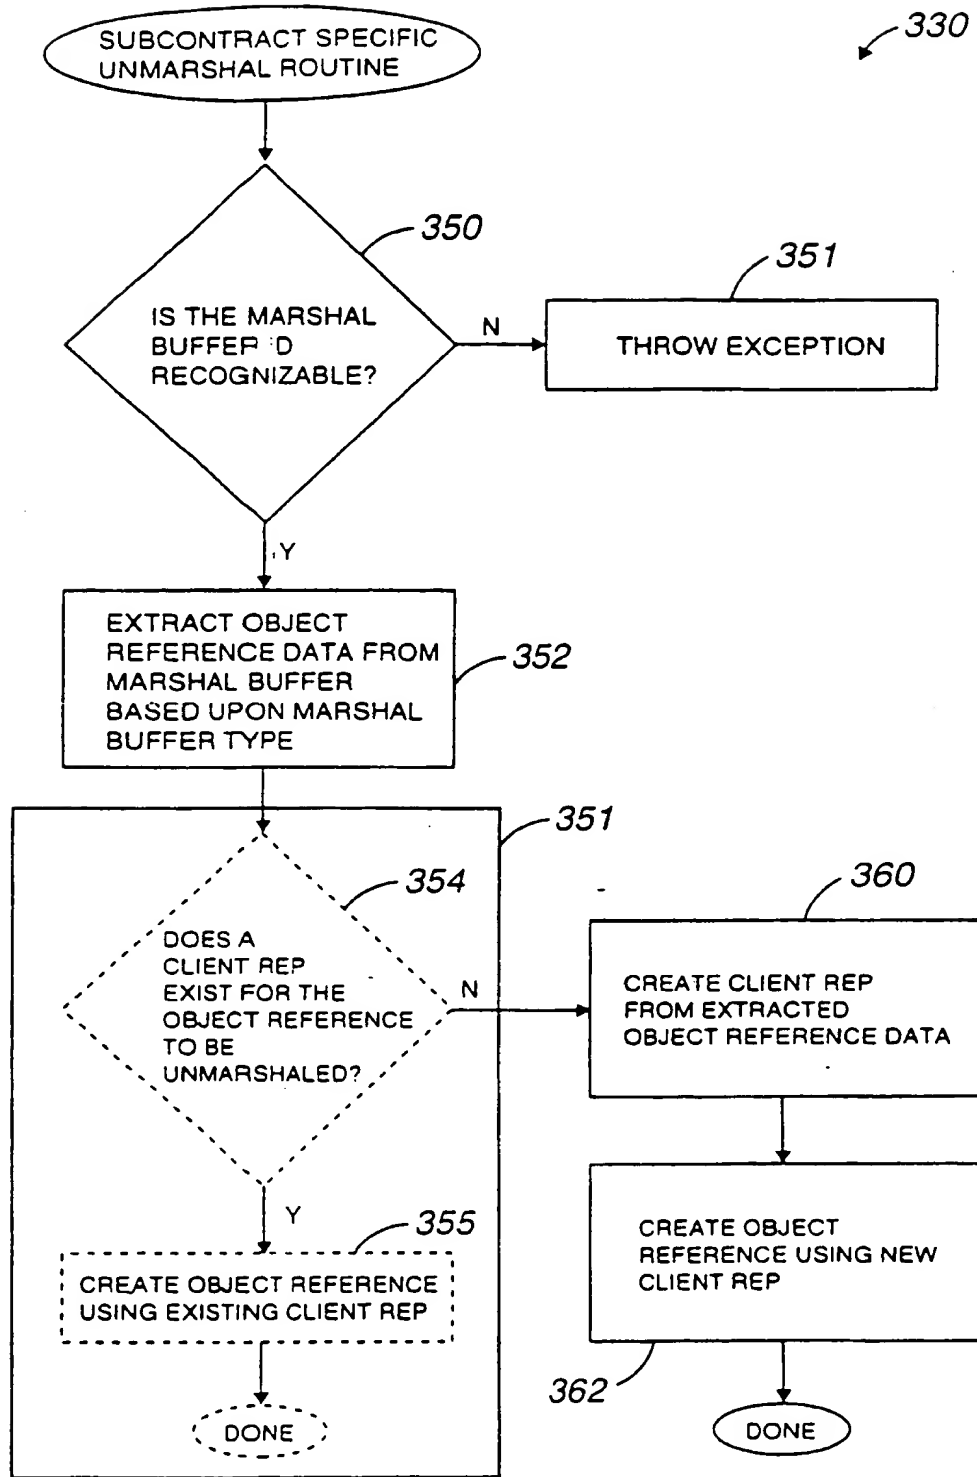 330
SUBCONTRACT SPECIFIC
UNMARSHAL ROUTINE
350
IS THE MARSHAL
BUFFER :D
RECOGNIZABLE?
N
351
THROW EXCEPTION
Y
EXTRACT OBJECT
REFERENCE DATA FROM
MARSHAL BUFFER
BASED UPON MARSHAL
BUFFER TYPE
352
351
354
DOES A
CLIENT REP
EXIST FOR THE
OBJECT REFERENCE
TO BE
UNMARSHALED?
N
360
CREATE CLIENT REP
FROM EXTRACTED
OBJECT REFERENCE DATA
Y
355
CREATE OBJECT REFERENCE
USING EXISTING CLIENT REP
CREATE OBJECT
REFERENCE USING NEW
CLIENT REP
362
DONE
DONE